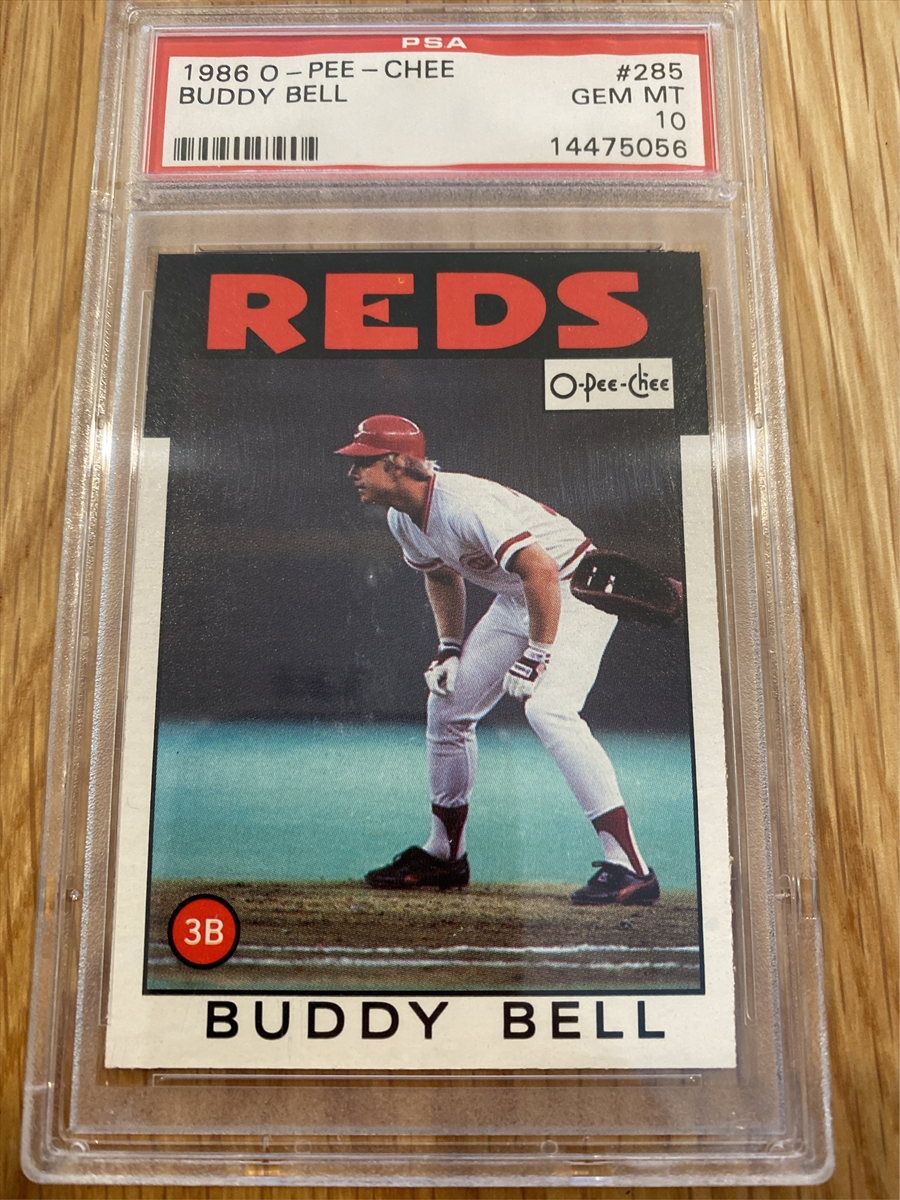 PSA
1986 O-PEE-CHEE #285
BUDDY BELL GEM MT
10
14475056
REDS
O-Pee-Chee
3B
BUDDY BELL